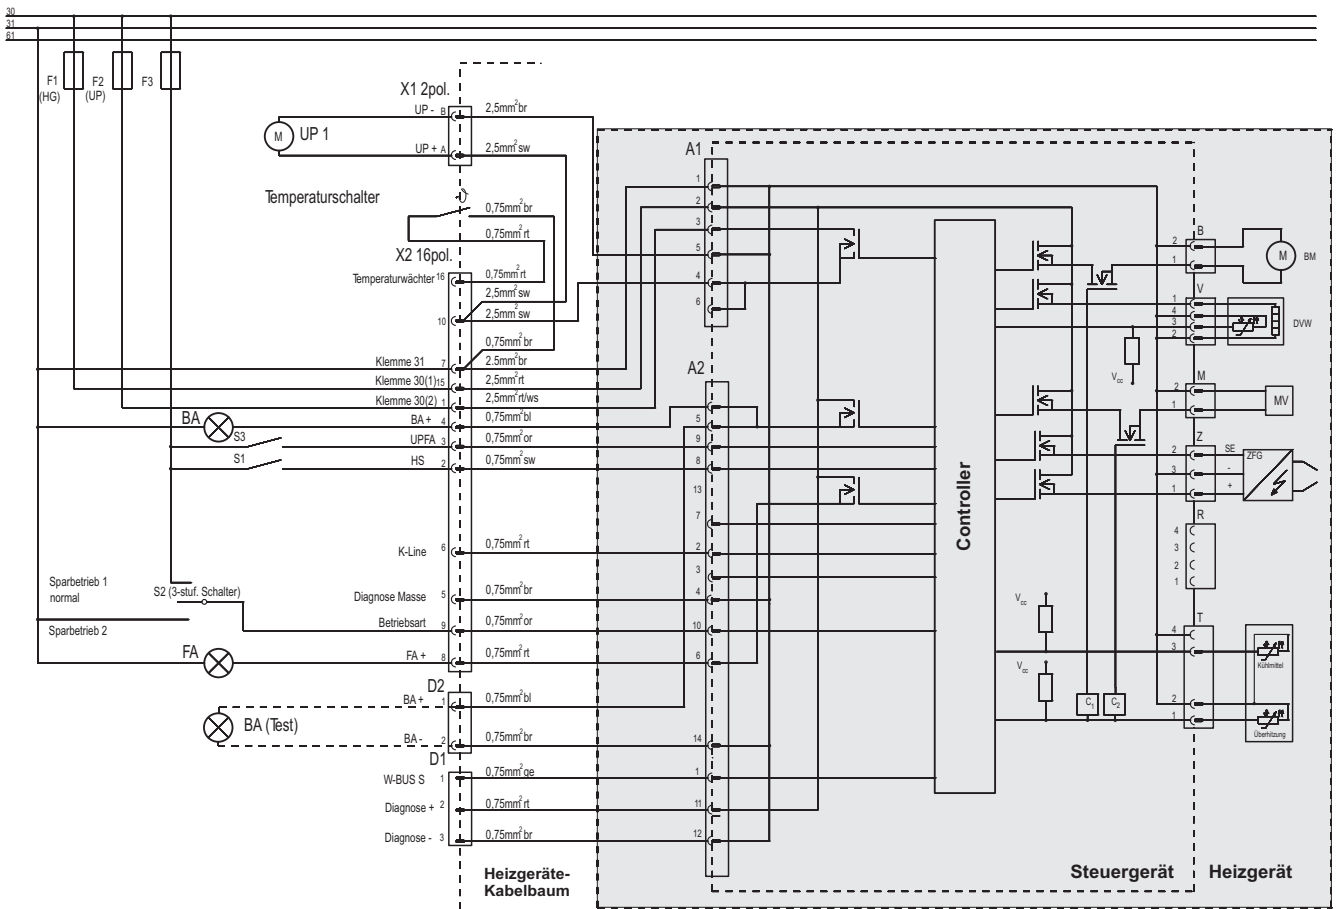 30
31
61
F1
(HG)
F2
(UP)
F3
X1 2pol.
UP - B
2,5mm²br
M
UP 1
UP + A
2,5mm²sw
Temperaturschalter
0,75mm²br
0,75mm²rt
X2 16pol.
Temperaturwächter 16
0,75mm²rt
2,5mm²sw
10
2,5mm²sw
0,75mm²br
Klemme 31 7
2.5mm²br
Klemme 30(1) 15
2,5mm²rt
Klemme 30(2) 1
2,5mm²rt/ws
BA
BA + 4
0,75mm²bl
S3
UPFA 3
0,75mm²or
S1
HS 2
0,75mm²sw
K-Line 6
0,75mm²rt
Sparbetrieb 1
normal
S2 (3-stuf. Schalter)
Diagnose Masse 5
0,75mm²br
Sparbetrieb 2
Betriebsart 9
0,75mm²or
FA
FA + 8
0,75mm²rt
D2
BA + 1
0,75mm²bl
BA (Test)
BA - 2
0,75mm²br
D1
W-BUS S 1
0,75mm²ge
Diagnose + 2
0,75mm²rt
Diagnose - 3
0,75mm²br
Heizgeräte-
Kabelbaum
A1
1
2
3
5
4
6
A2
5
9
8
13
7
2
3
4
10
6
14
1
11
12
Controller
Vcc
Vcc
Vcc
C1
C2
B
2
1
M
BM
V
1
4
3
2
DVW
M
2
1
MV
Z
2
SE
ZFG
3
-
1
+
R
4
3
2
1
T
4
3
Kühlmittel
2
1
Überhitzung
Steuergerät
Heizgerät